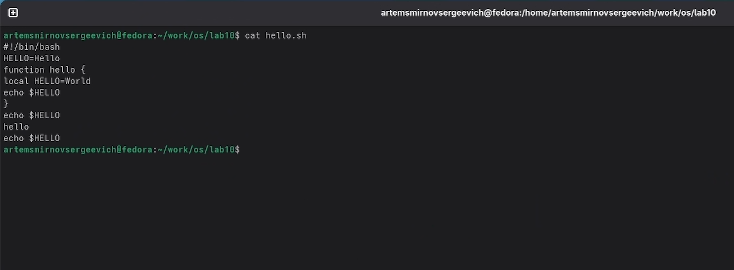 artemsmirnovsergeevich@fedora:/home/artemsmirnovsergeevich/work/os/lab10
artemsmirnovsergeevich@fedora:~/work/os/lab10$ cat hello.sh
#!/bin/bash
HELLO=Hello
function hello {
local HELLO=World
echo $HELLO
}
echo $HELLO
hello
echo $HELLO
artemsmirnovsergeevich@fedora:~/work/os/lab10$